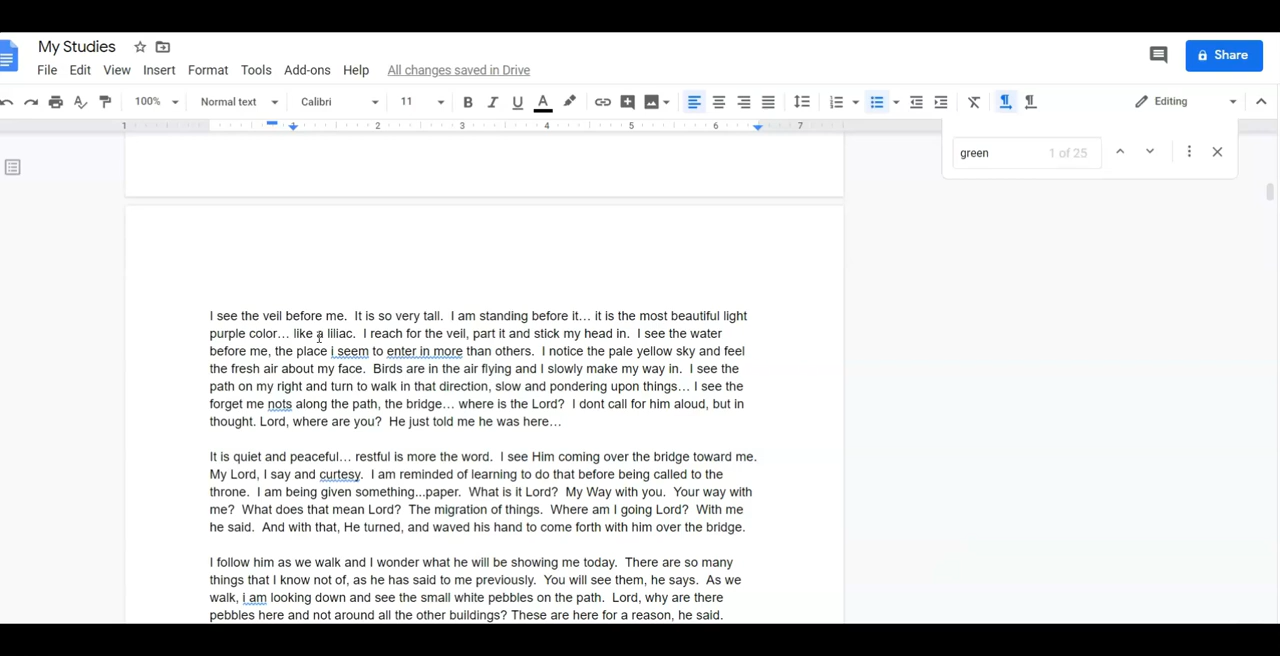 My Studies
Share
File Edit View Insert Format Tools Add-ons Help All changes saved in Drive
100% Normal text Calibri 11 Editing
1 1 2 3 4 5 6 7
green 1 of 25
I see the veil before me. It is so very tall. I am standing before it… it is the most beautiful light
purple color… like a liliac. I reach for the veil, part it and stick my head in. I see the water
before me, the place i seem to enter in more than others. I notice the pale yellow sky and feel
the fresh air about my face. Birds are in the air flying and I slowly make my way in. I see the
path on my right and turn to walk in that direction, slow and pondering upon things… I see the
forget me nots along the path, the bridge… where is the Lord? I dont call for him aloud, but in
thought. Lord, where are you? He just told me he was here…
It is quiet and peaceful… restful is more the word. I see Him coming over the bridge toward me.
My Lord, I say and curtesy. I am reminded of learning to do that before being called to the
throne. I am being given something...paper. What is it Lord? My Way with you. Your way with
me? What does that mean Lord? The migration of things. Where am I going Lord? With me
he said. And with that, He turned, and waved his hand to come forth with him over the bridge.
I follow him as we walk and I wonder what he will be showing me today. There are so many
things that I know not of, as he has said to me previously. You will see them, he says. As we
walk, i am looking down and see the small white pebbles on the path. Lord, why are there
pebbles here and not around all the other buildings? These are here for a reason, he said.